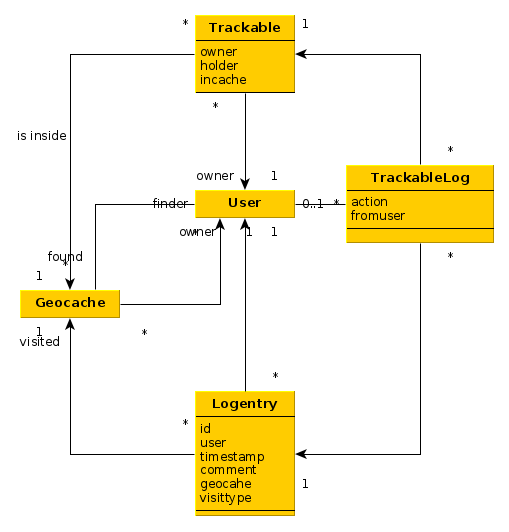 * Trackable 1
owner
holder
incache
*
is inside
*
owner 1
TrackableLog
action
fromuser
finder User 0..1 *
owner * 1 1
found
*
*
1
Geocache
1
visited
*
*
Logentry
*
id
user
timestamp
comment
geocahe
visittype
1